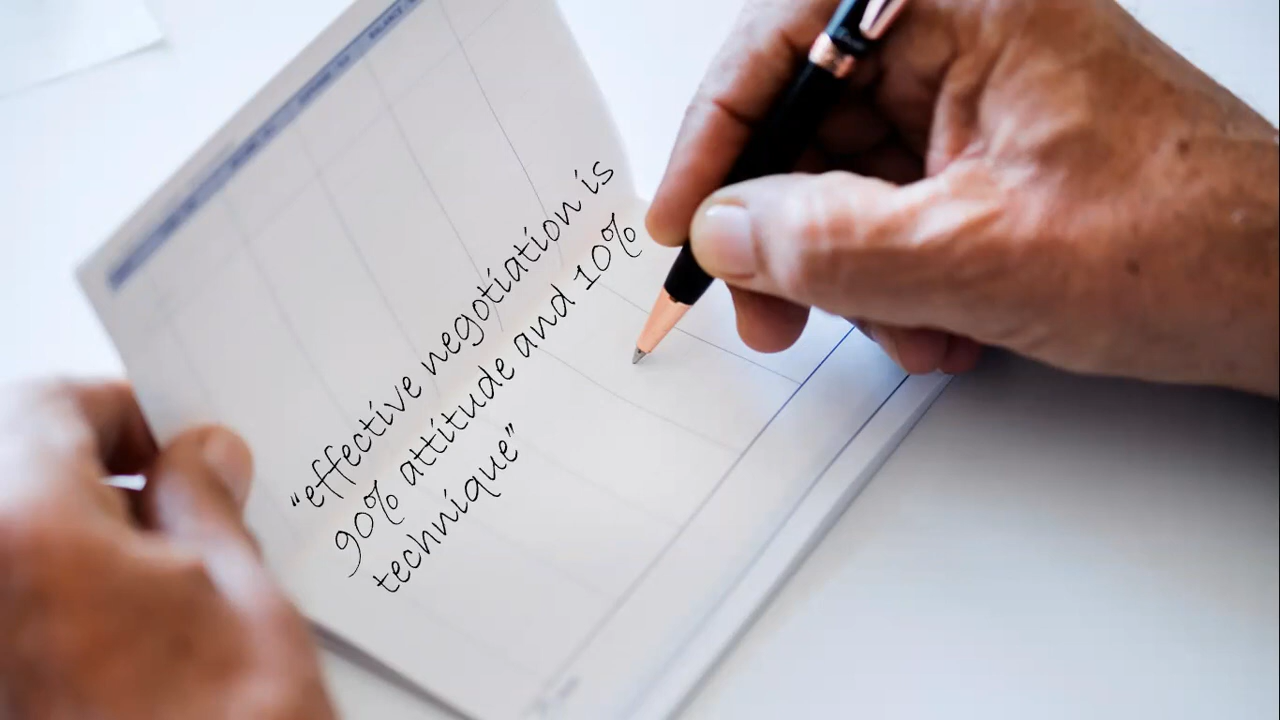 “effective negotiation is
90% attitude and 10%
technique”